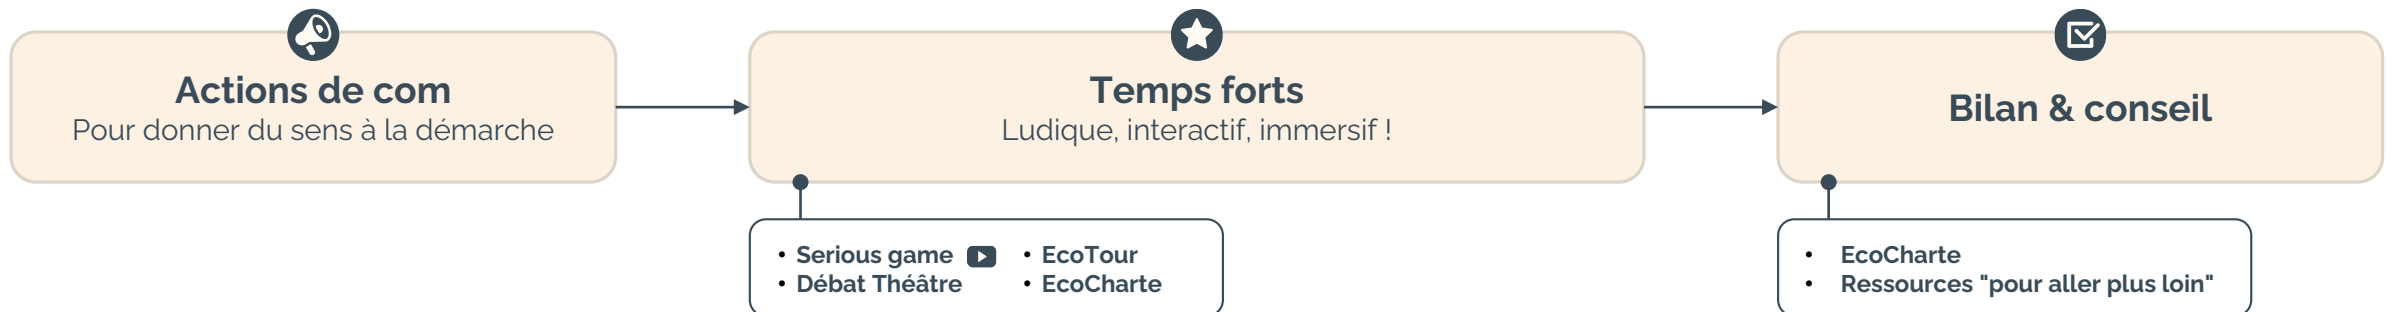 Actions de com
Pour donner du sens à la démarche
Temps forts
Ludique, interactif, immersif !
Bilan & conseil
• Serious game
• Débat Théâtre
• EcoTour
• EcoCharte
• EcoCharte
• Ressources "pour aller plus loin"